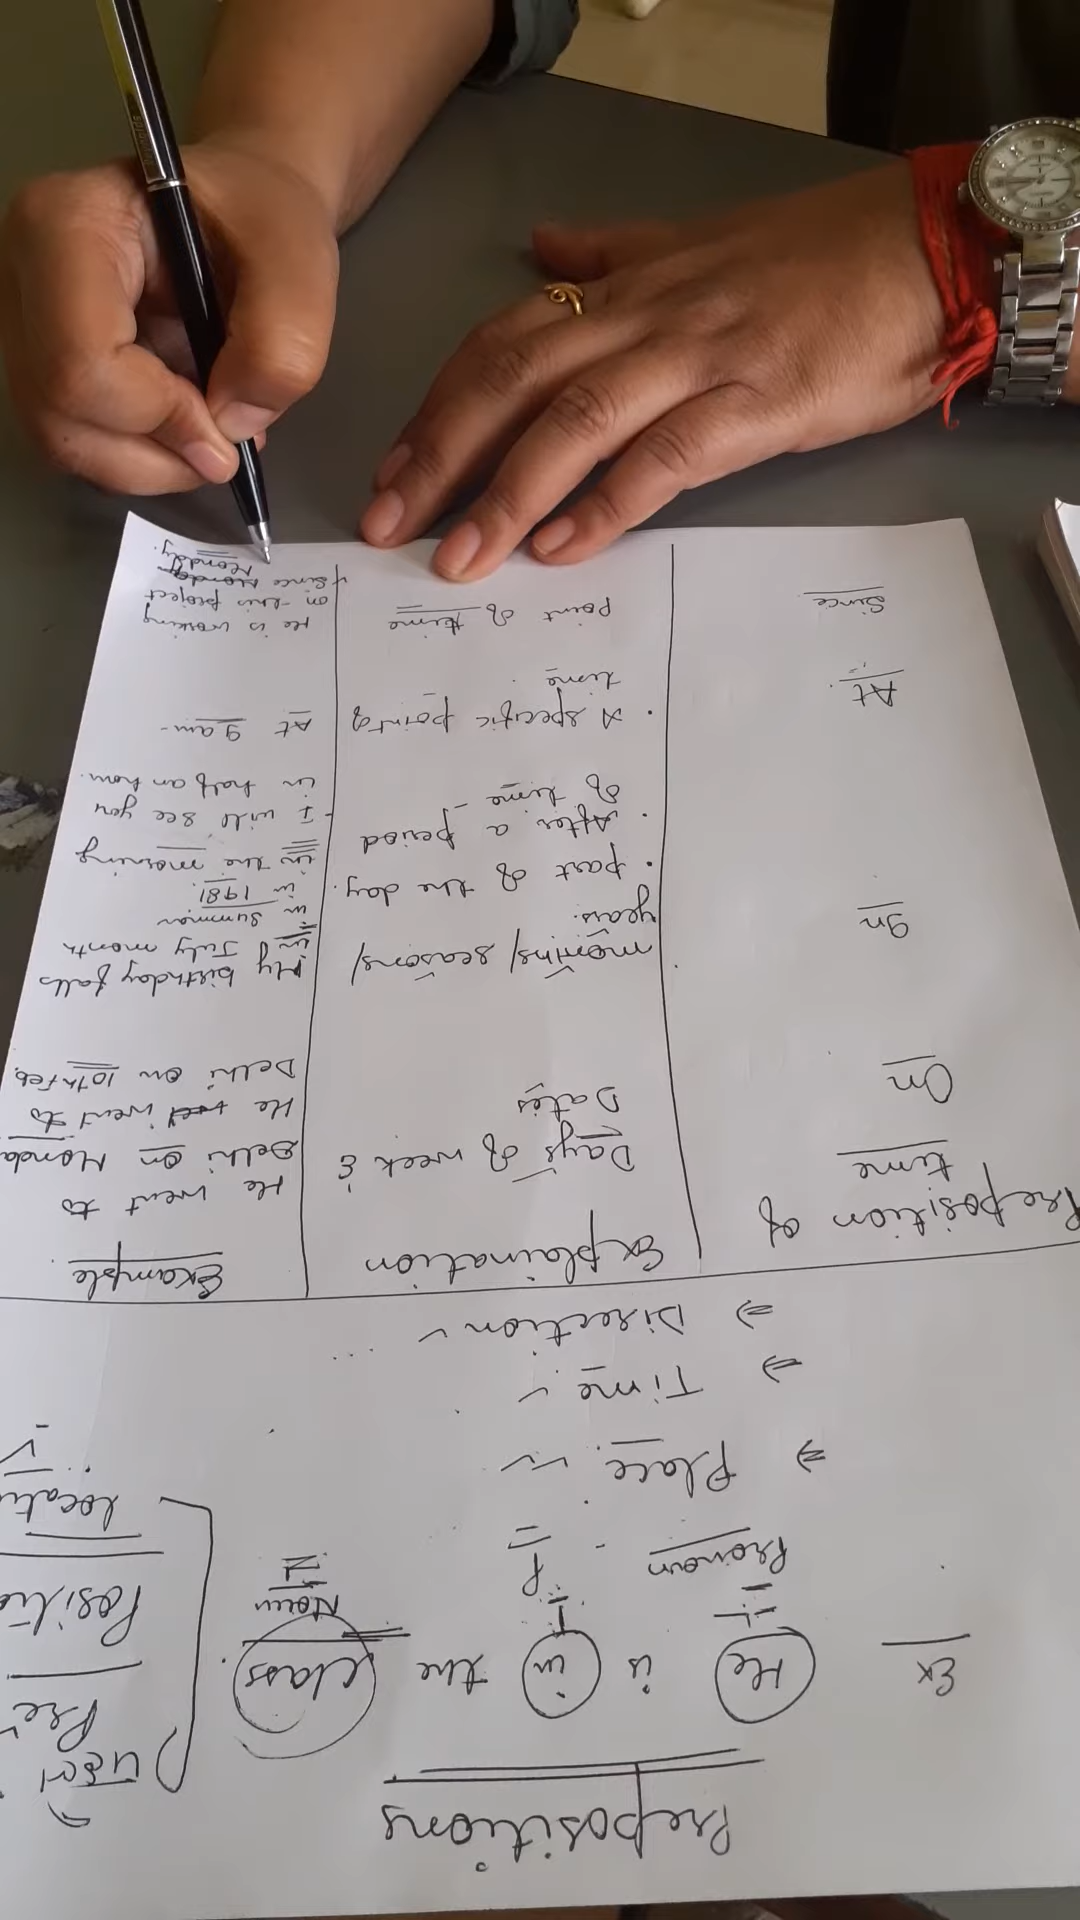 Prepositions
Ex He is in the class.
Pronoun P Noun
Pre
Positio
Locati
⇒ Place
⇒ Time
⇒ Direction ...
Preposition of time
Explaination
Example
On
Days of week &
Dates
He went to
Delhi on Monda
He went to
Delhi on 10th Feb.
In
months/seasons/
years.
• part of the day.
• After a period
of time
My birthday falls
in July month
in summer
in 1981.
in the morning
- I will see you
in half an hour.
At
• A specific point of
time
At 9 am
Since
Point of time
He is working
on this project
since Monday
Monday.